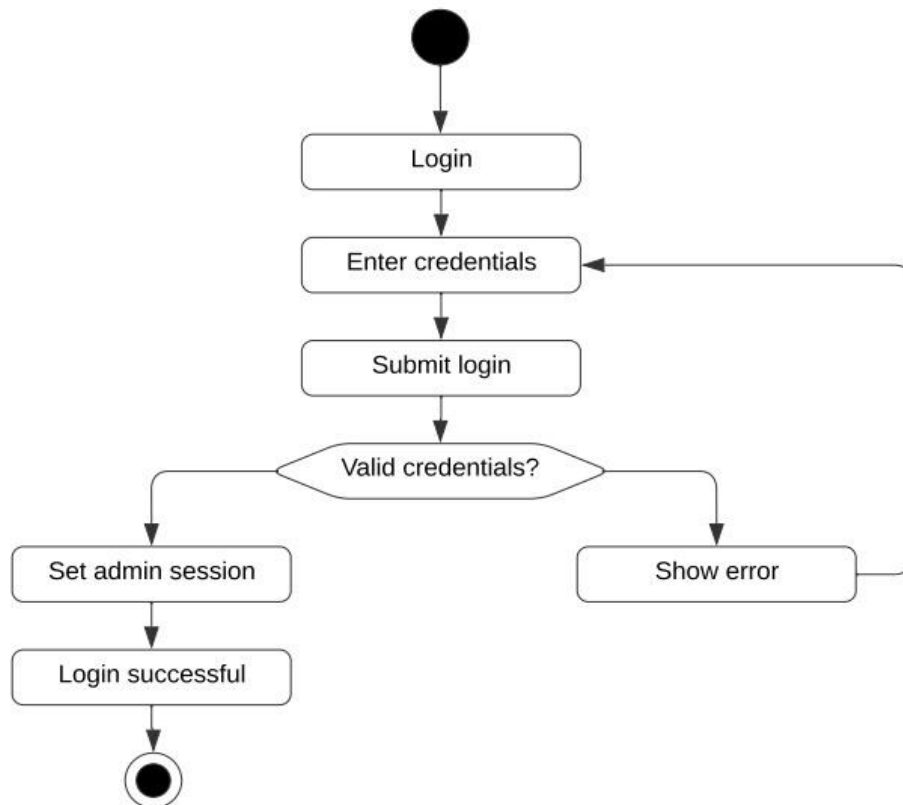 Login
Enter credentials
Submit login
Valid credentials?
Set admin session
Show error
Login successful